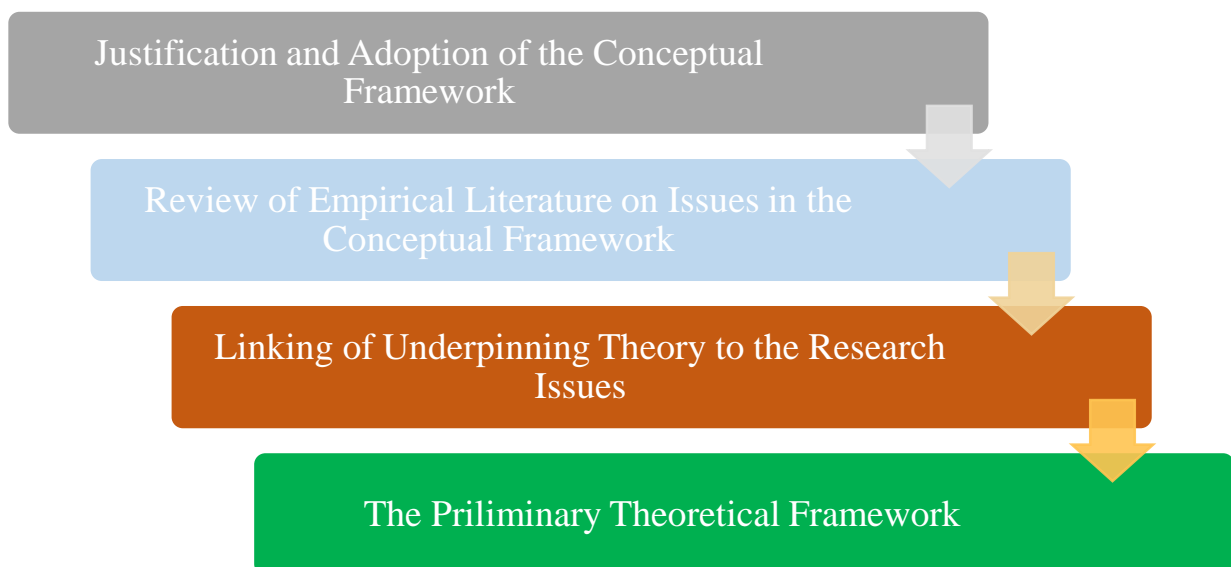 Justification and Adoption of the Conceptual
Framework
Review of Empirical Literature on Issues in the
Conceptual Framework
Linking of Underpinning Theory to the Research
Issues
The Priliminary Theoretical Framework